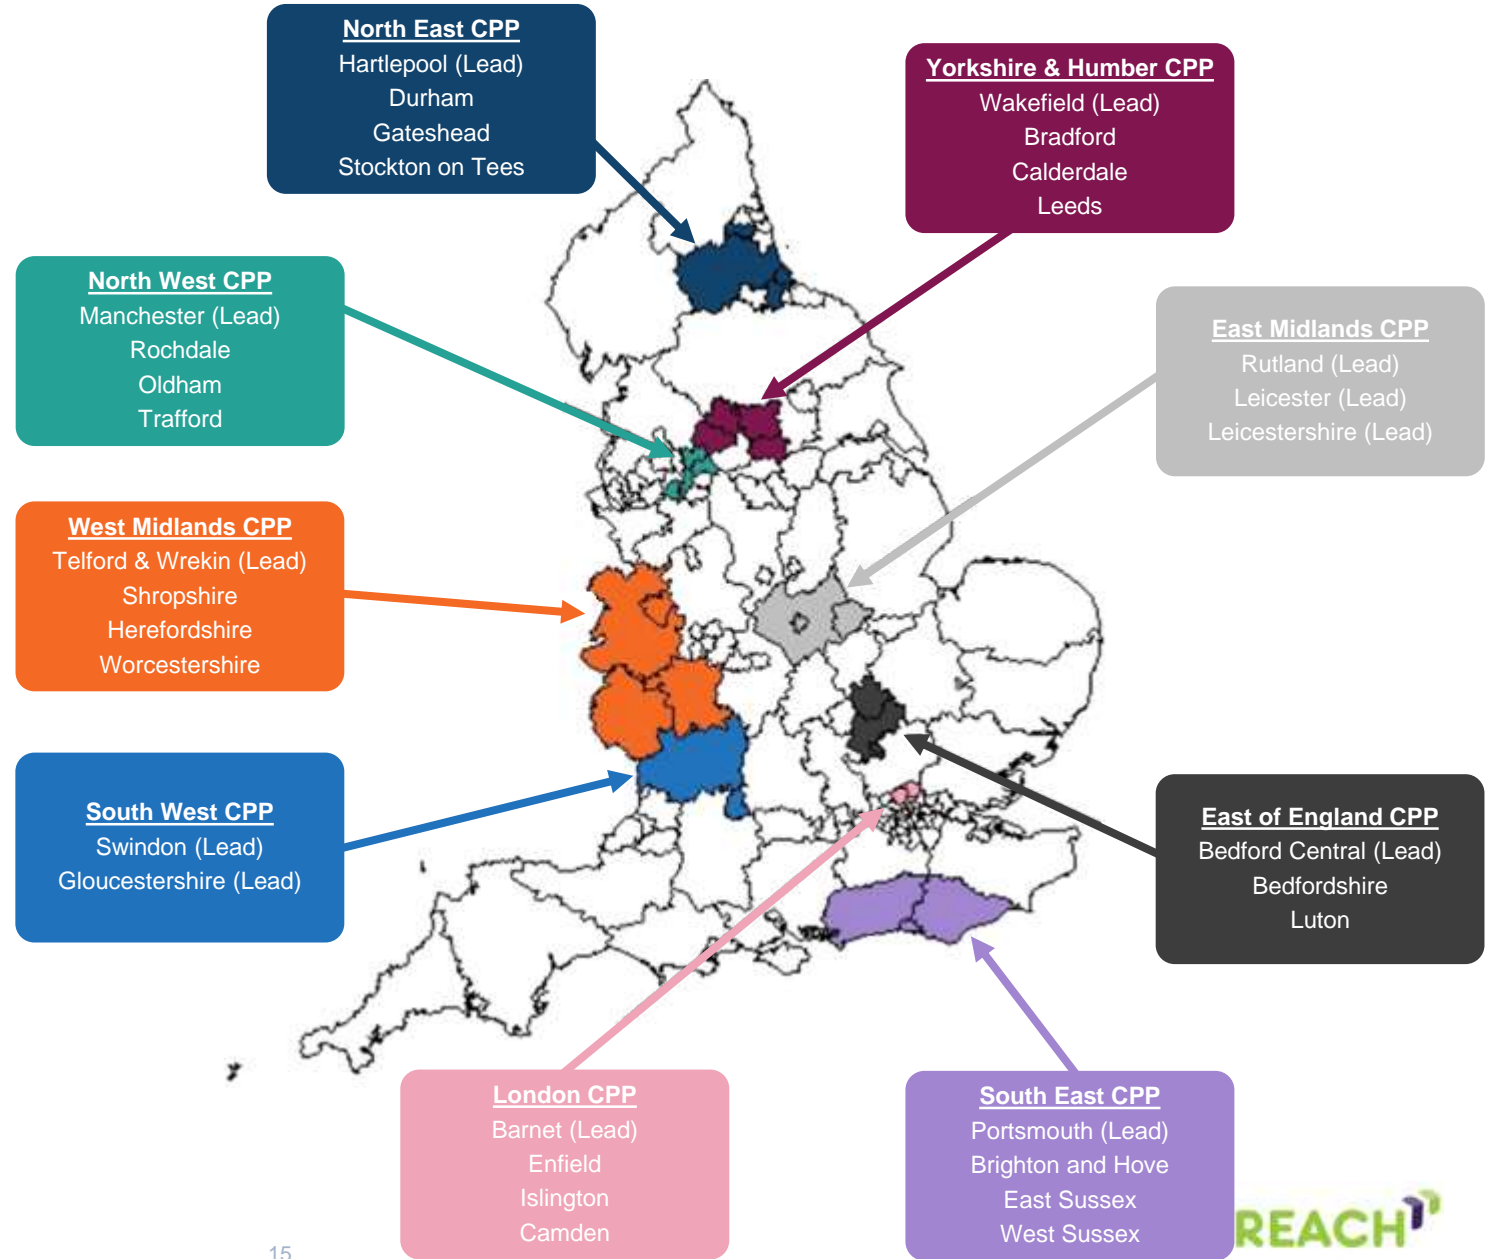 North East CPP
Hartlepool (Lead)
Durham
Gateshead
Stockton on Tees
Yorkshire & Humber CPP
Wakefield (Lead)
Bradford
Calderdale
Leeds
North West CPP
Manchester (Lead)
Rochdale
Oldham
Trafford
East Midlands CPP
Rutland (Lead)
Leicester (Lead)
Leicestershire (Lead)
West Midlands CPP
Telford & Wrekin (Lead)
Shropshire
Herefordshire
Worcestershire
South West CPP
Swindon (Lead)
Gloucestershire (Lead)
East of England CPP
Bedford Central (Lead)
Bedfordshire
Luton
London CPP
Barnet (Lead)
Enfield
Islington
Camden
South East CPP
Portsmouth (Lead)
Brighton and Hove
East Sussex
West Sussex
REACH
15